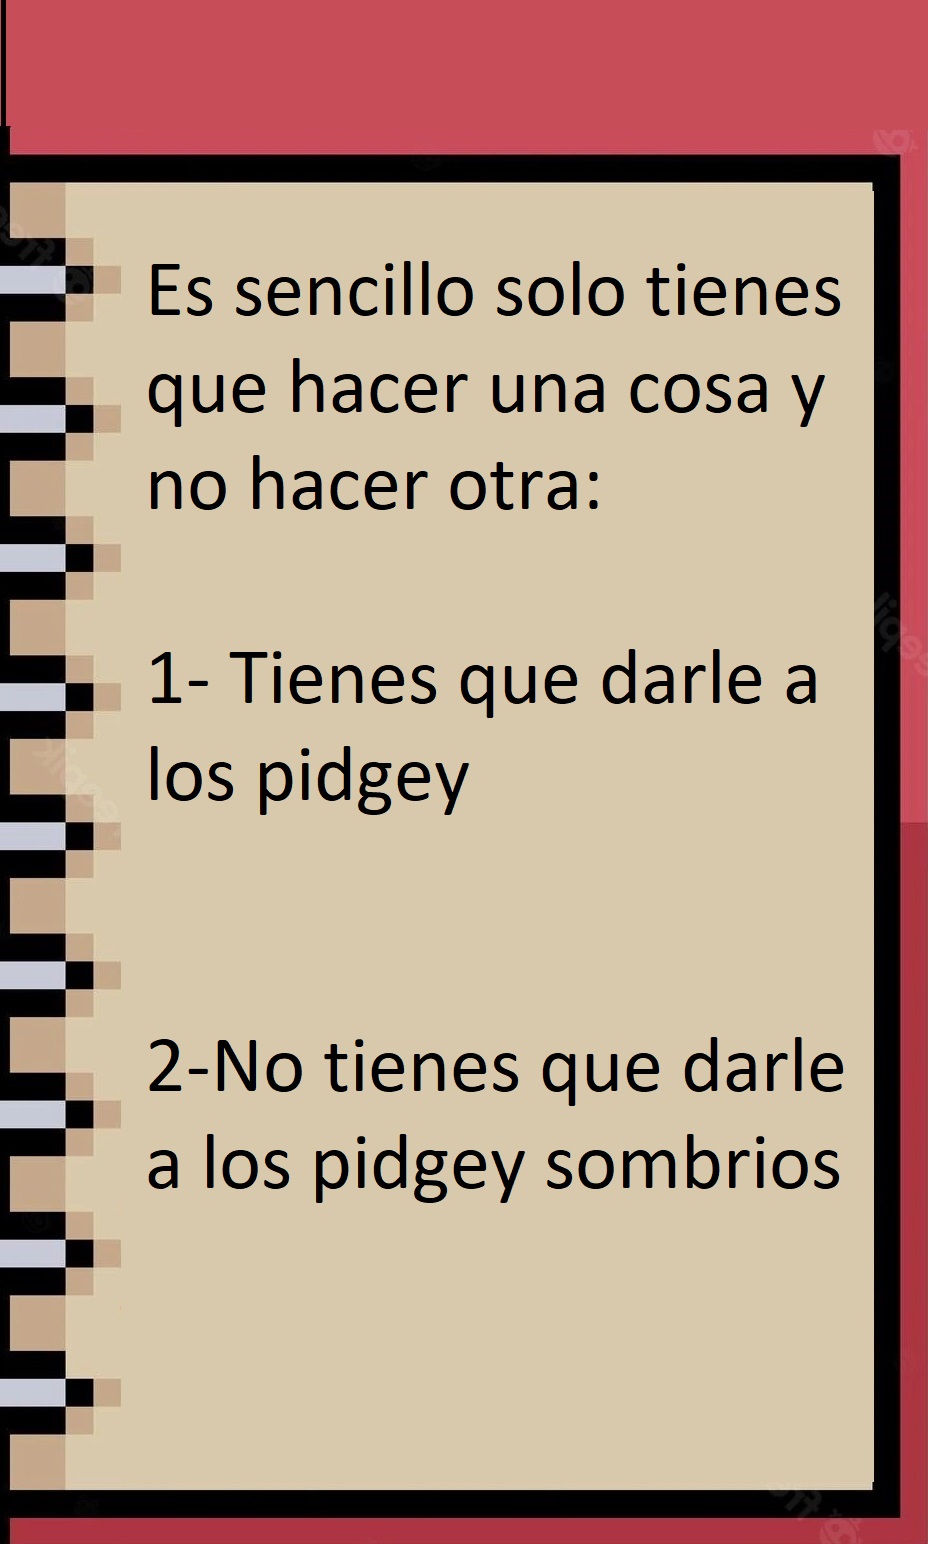 Es sencillo solo tienes
que hacer una cosa y
no hacer otra:
1- Tienes que darle a
los pidgey
2-No tienes que darle
a los pidgey sombrios